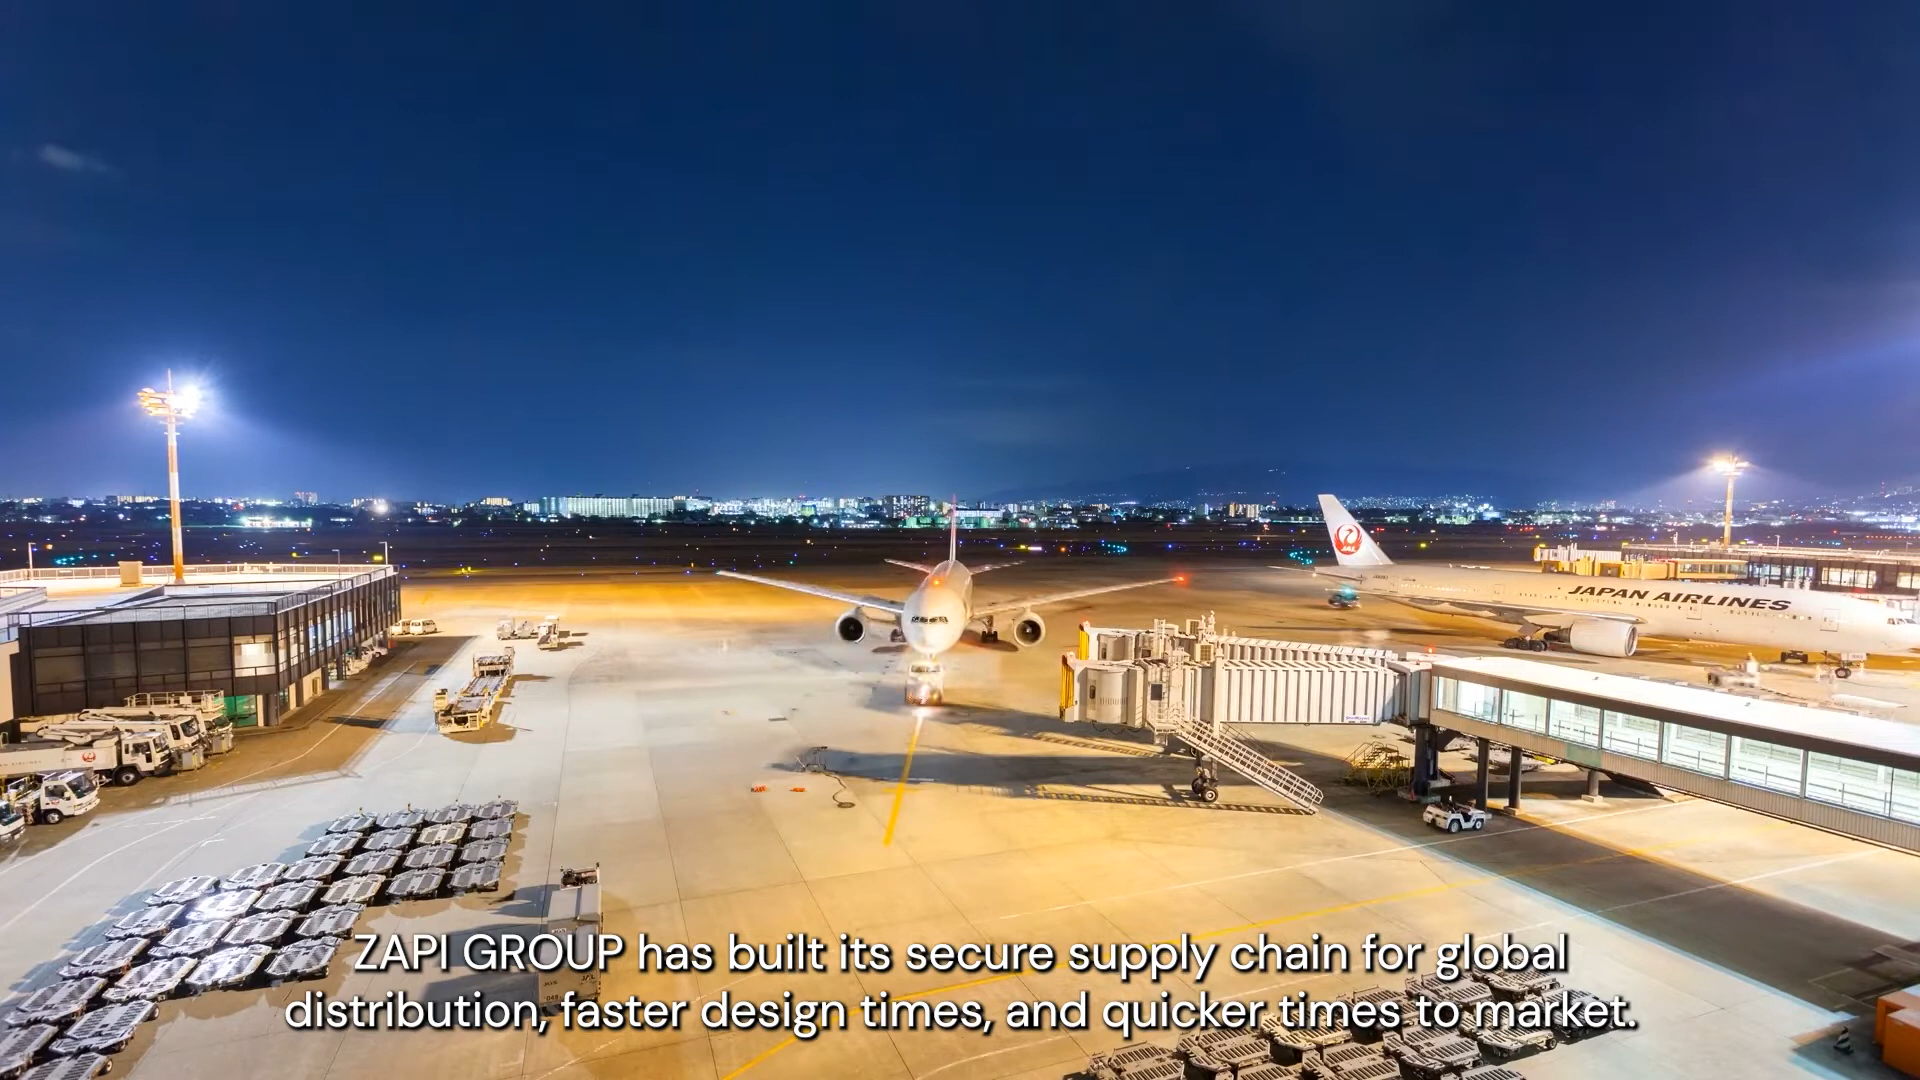 JAL
JAPAN AIRLINES
ZAPI GROUP has built its secure supply chain for global
distribution, faster design times, and quicker times to market.